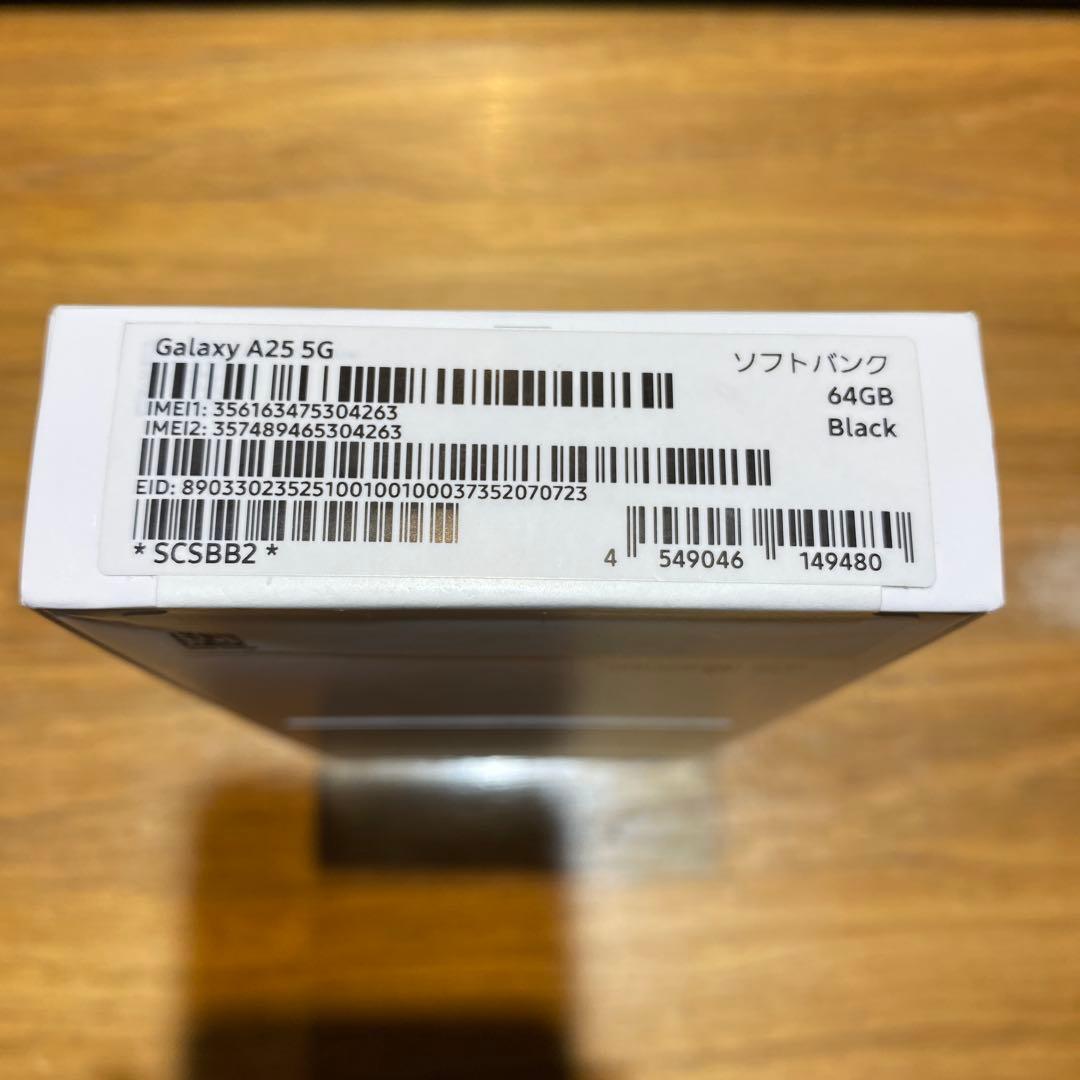 Galaxy A25 5G
ソフトバンク
64GB
Black
IMEI1: 356163475304263
IMEI2: 357489465304263
EID: 89033023525100100100037352070723
* SCSBB2 *
4 549046 149480